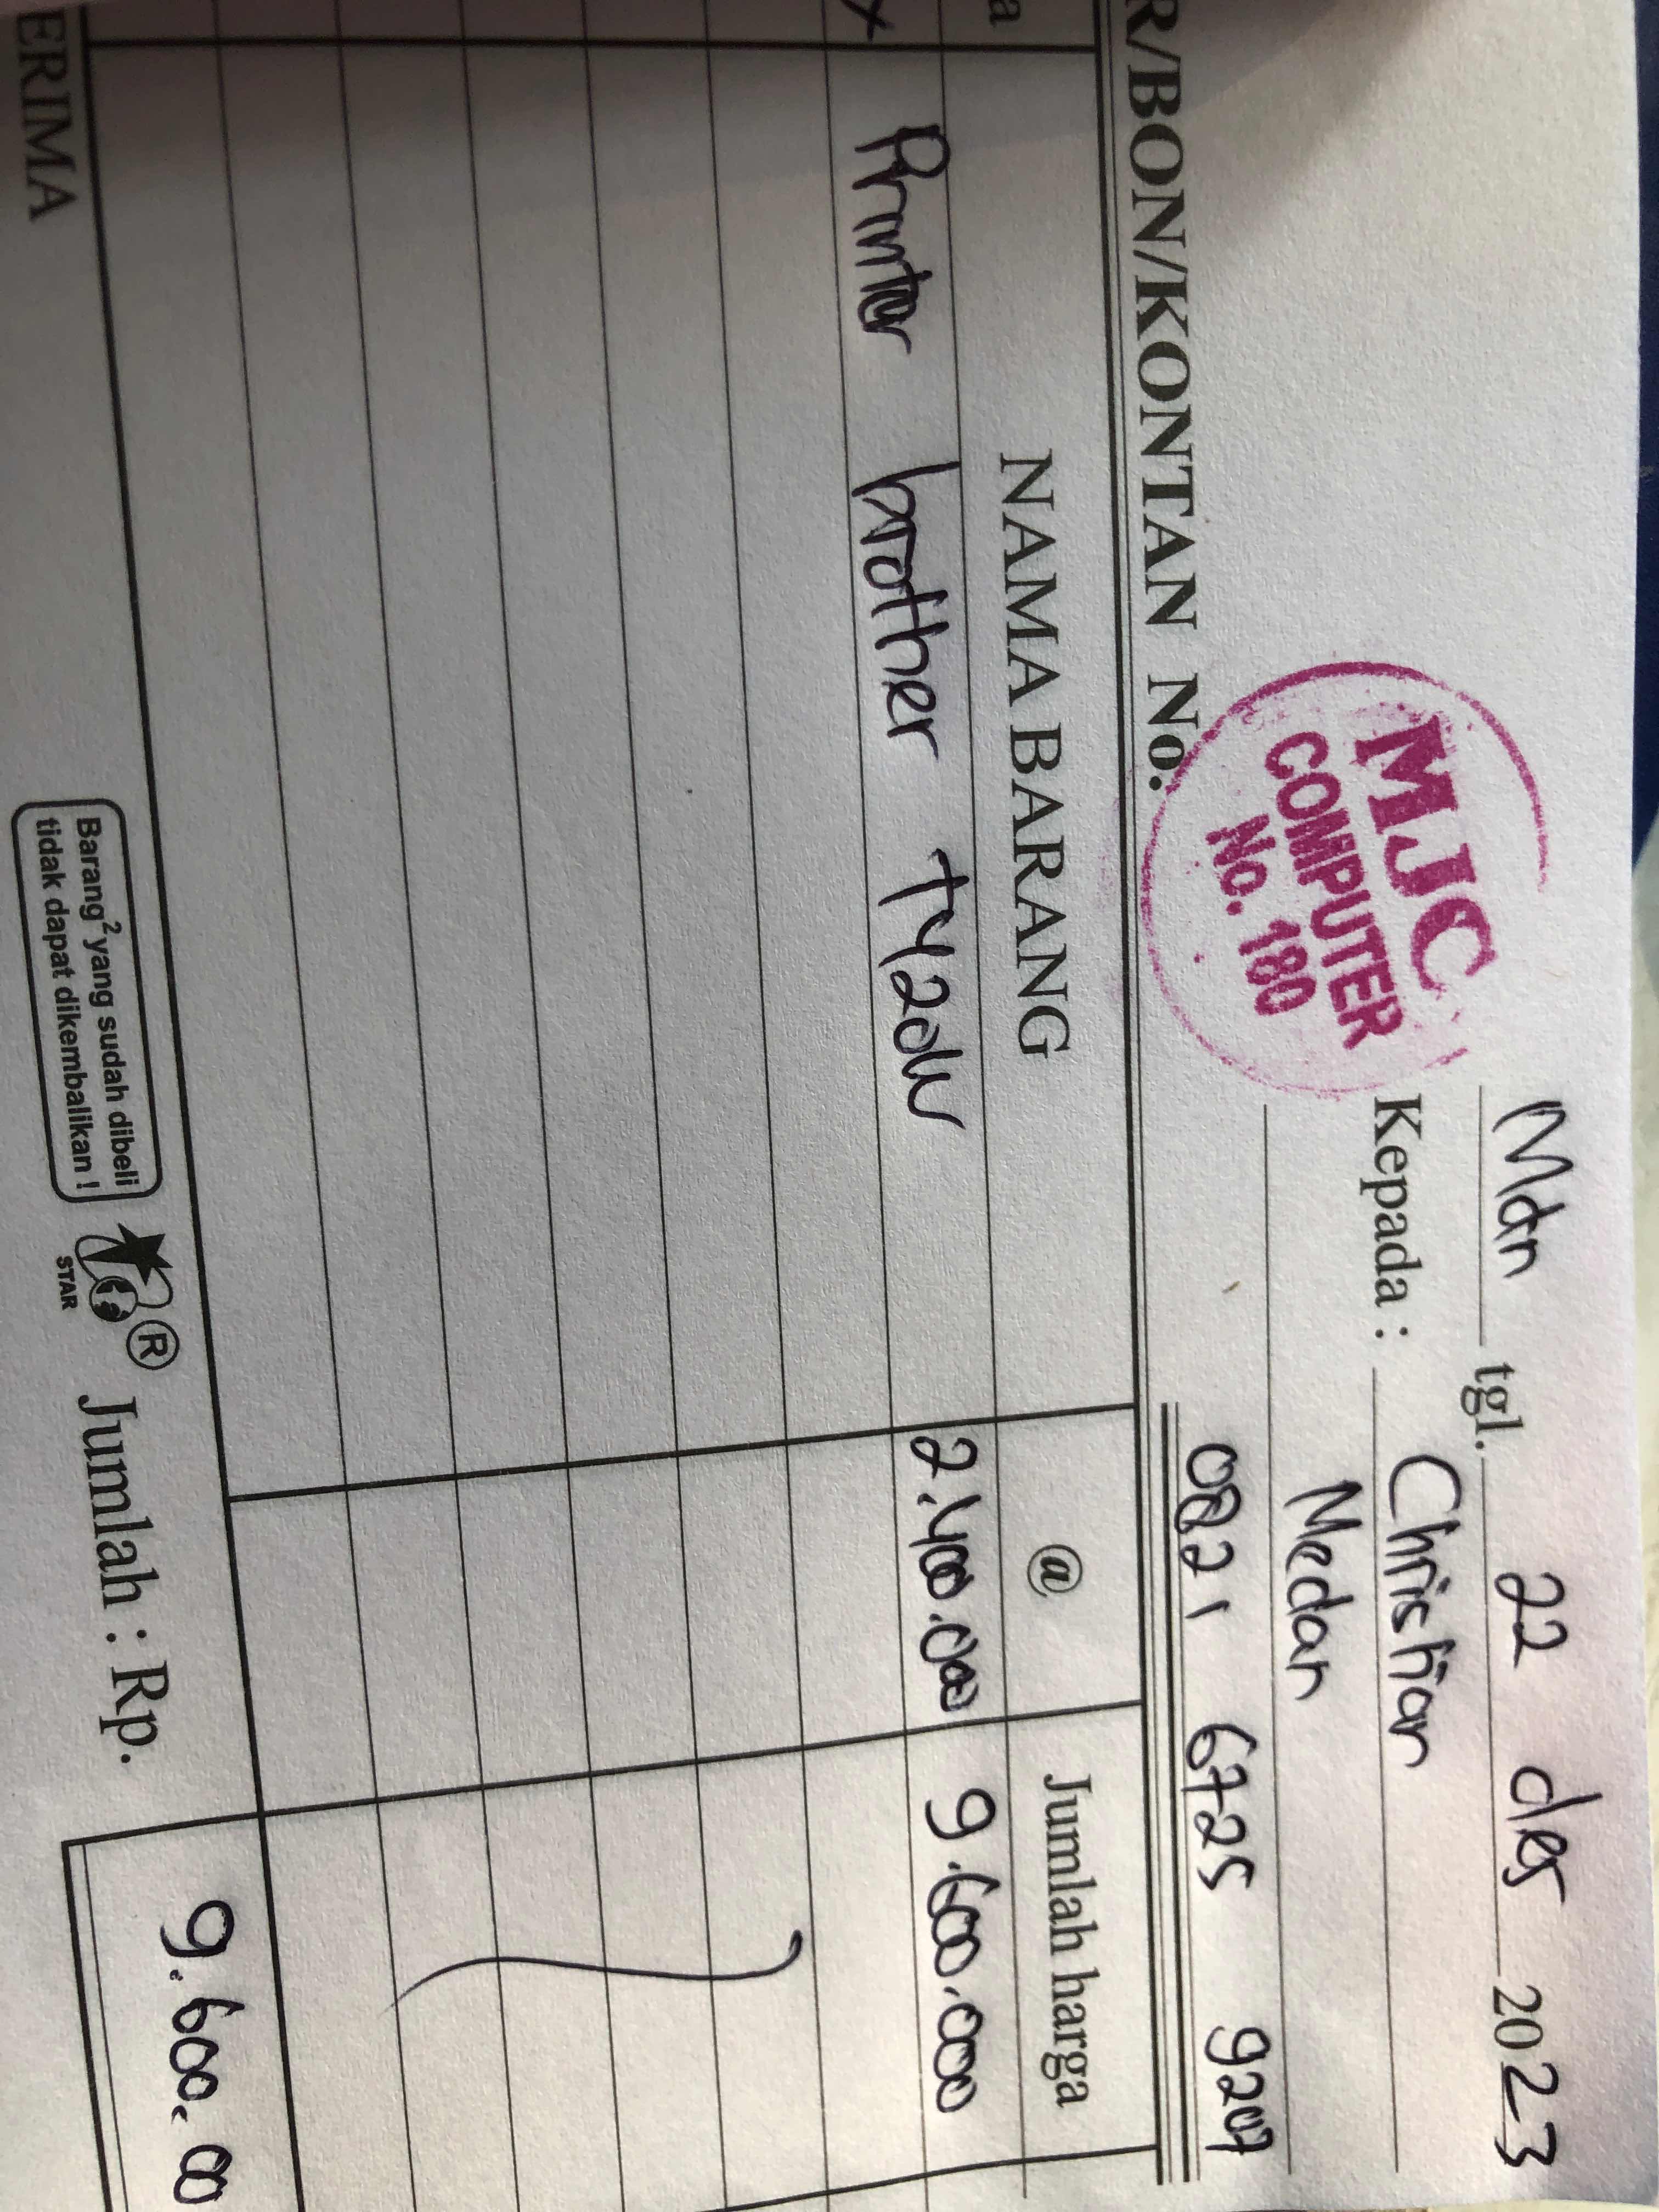 MJC
COMPUTER
No. 180
Mdn tgl. 22 des 2023
Kepada : Christian
Medan
0821 6725 9207
R/BON/KONTAN No.
a NAMA BARANG @ Jumlah harga
x Printer brother t420w 2.400.000 9.600.000
ERIMA
Barang² yang sudah dibeli
tidak dapat dikembalikan !
STAR
®
Jumlah : Rp. 9.600.00